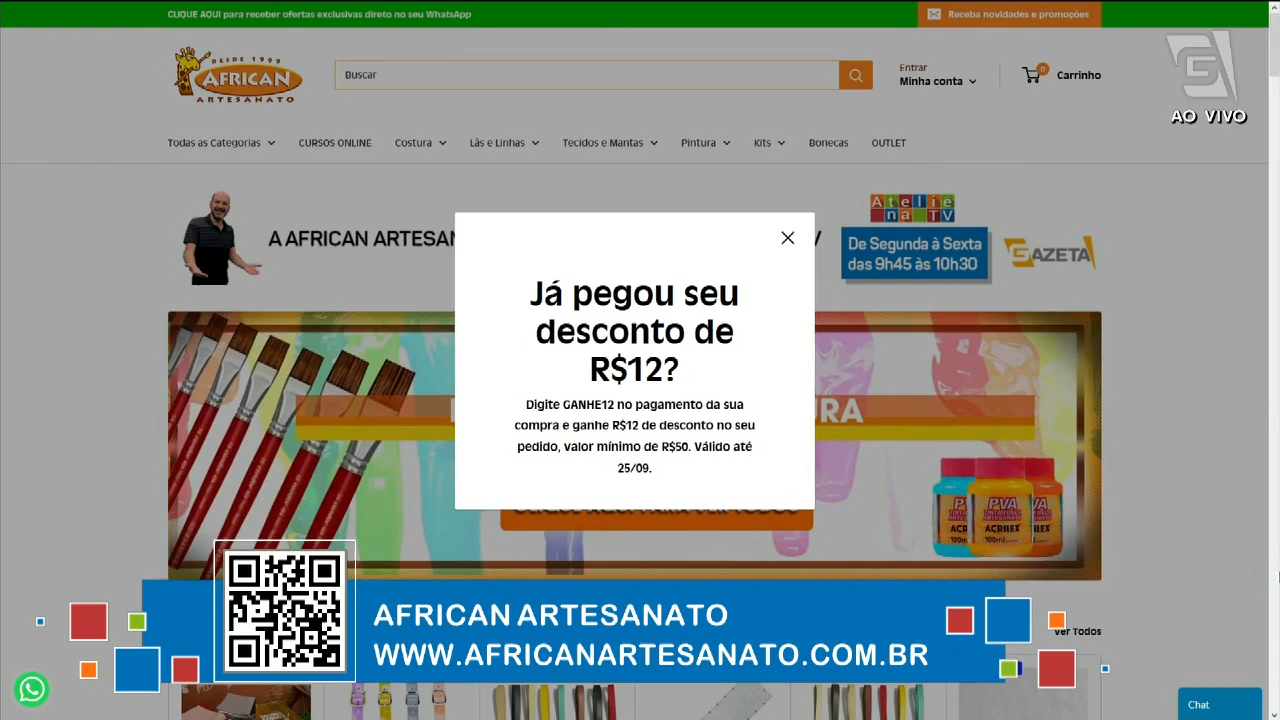 CLIQUE AQUI para receber ofertas exclusivas direto no seu WhatsApp
Receba novidades e promoções
DESDE 1999
AFRICAN
ARTESANATO
Buscar
Entrar
Minha conta
0
Carrinho
AO VIVO
Todas as Categorias
CURSOS ONLINE
Costura
Lãs e Linhas
Tecidos e Mantas
Pintura
Kits
Bonecas
OUTLET
A AFRICAN ARTESAN
V
Atelie
na TV
De Segunda à Sexta
das 9h45 às 10h30
GAZETA
Já pegou seu
desconto de
R$12?
Digite GANHE12 no pagamento da sua
compra e ganhe R$12 de desconto no seu
pedido, valor mínimo de R$50. Válido até
25/09.
URA
PVA
ACRILEX
100ml
AFRICAN ARTESANATO
WWW.AFRICANARTESANATO.COM.BR
Ver Todos
Chat